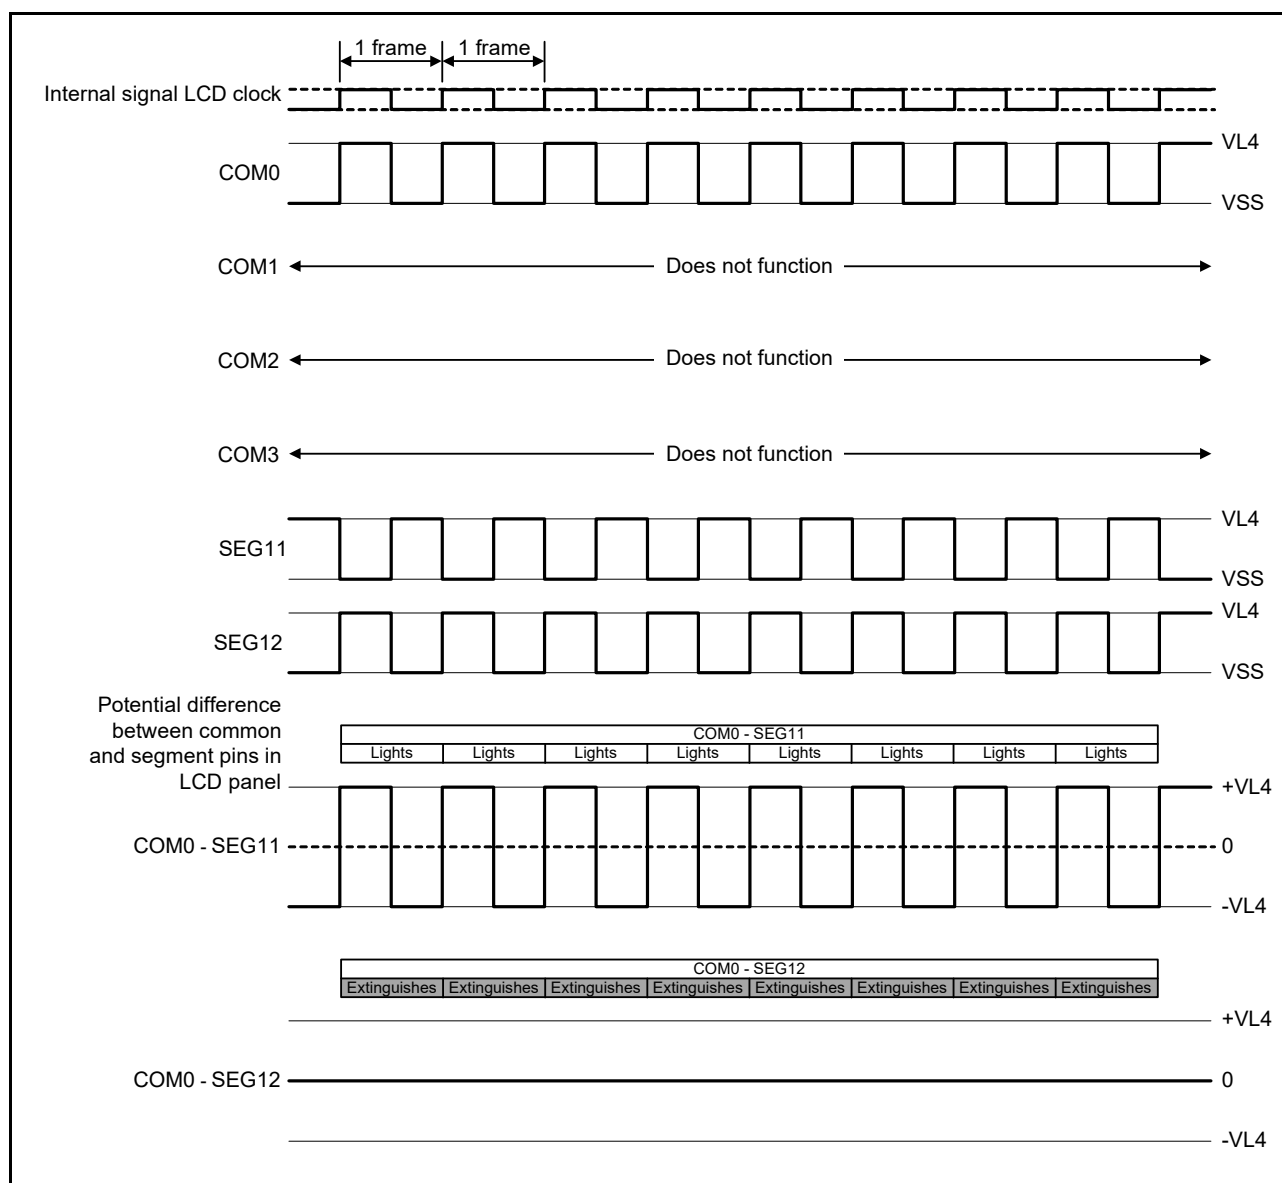 1 frame 1 frame
Internal signal LCD clock
VL4
COM0
VSS
COM1 Does not function
COM2 Does not function
COM3 Does not function
VL4
SEG11
VSS
VL4
SEG12
VSS
Potential difference
between common
and segment pins in
LCD panel
COM0 - SEG11
Lights Lights Lights Lights Lights Lights Lights Lights
+VL4
COM0 - SEG11 0
-VL4
COM0 - SEG12
Extinguishes Extinguishes Extinguishes Extinguishes Extinguishes Extinguishes Extinguishes Extinguishes
+VL4
COM0 - SEG12 0
-VL4